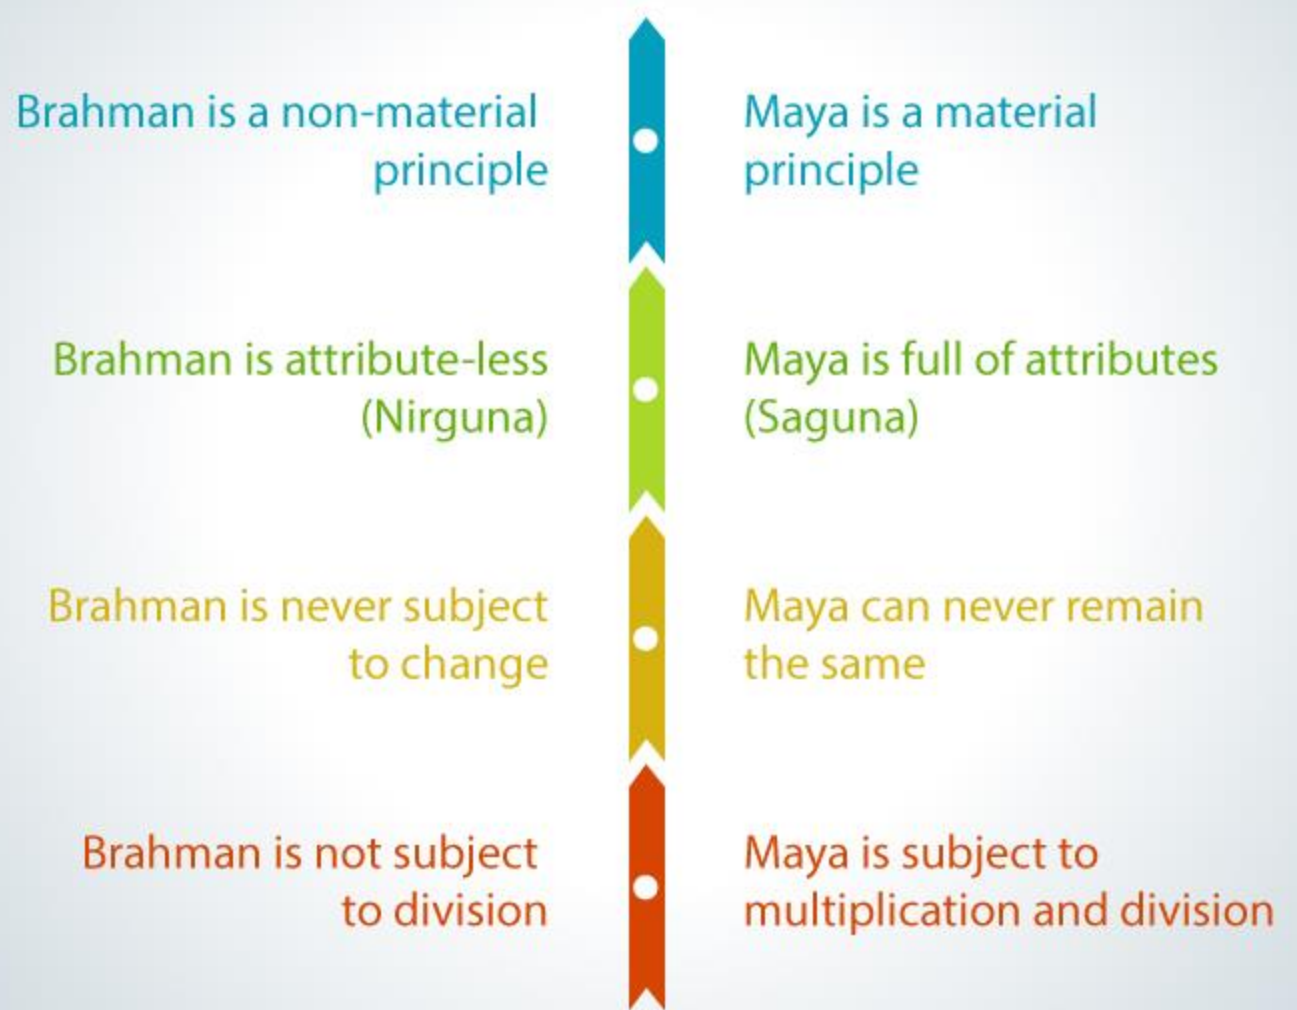 Brahman is a non-material
principle
Maya is a material
principle
Brahman is attribute-less
(Nirguna)
Maya is full of attributes
(Saguna)
Brahman is never subject
to change
Maya can never remain
the same
Brahman is not subject
to division
Maya is subject to
multiplication and division